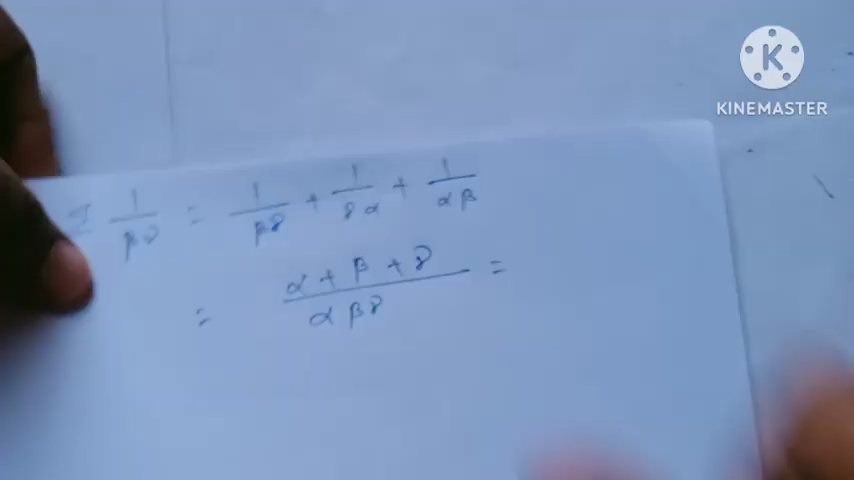 K
KINEMASTER
Σ 1/βγ = 1/βγ + 1/γα + 1/αβ
= α + β + γ / αβγ =